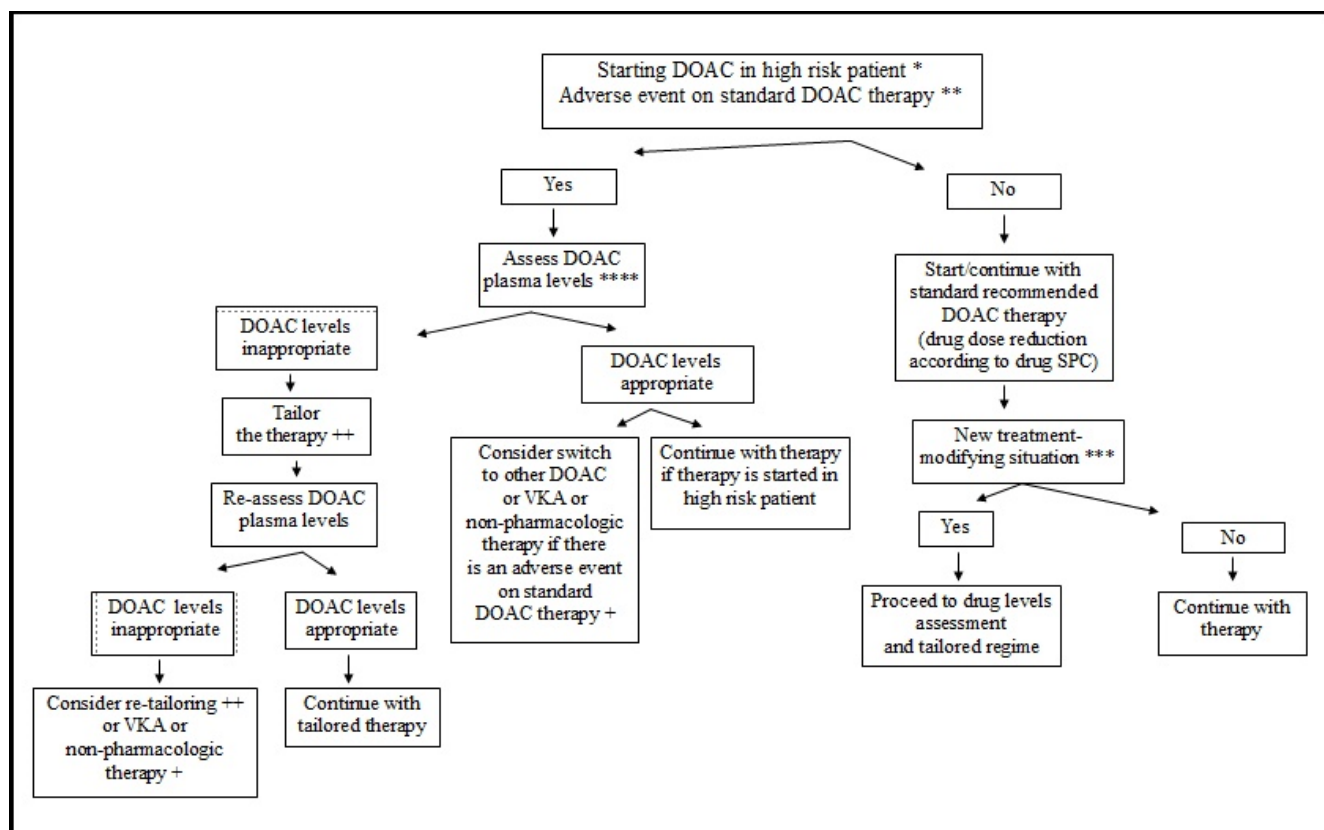 Starting DOAC in high risk patient *
Adverse event on standard DOAC therapy **
Yes
No
Assess DOAC
plasma levels ****
Start/continue with
standard recommended
DOAC therapy
(drug dose reduction
according to drug SPC)
DOAC levels
inappropriate
DOAC levels
appropriate
Tailor
the therapy ++
New treatment-
modifying situation ***
Consider switch
to other DOAC
or VKA or
non-pharmacologic
therapy if there
is an adverse event
on standard
DOAC therapy +
Continue with therapy
if therapy is started in
high risk patient
Re-assess DOAC
plasma levels
Yes
No
DOAC levels
inappropriate
DOAC levels
appropriate
Proceed to drug levels
assessment
and tailored regime
Continue with
therapy
Consider re-tailoring ++
or VKA or
non-pharmacologic
therapy +
Continue with
tailored therapy